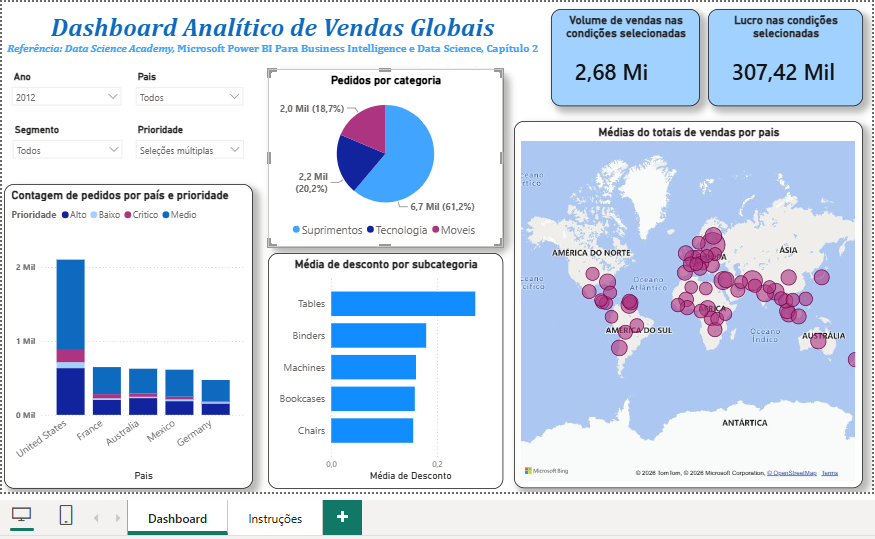 Dashboard Analítico de Vendas Globais
Referência: Data Science Academy, Microsoft Power BI Para Business Intelligence e Data Science, Capítulo 2
Volume de vendas nas
condições selecionadas
2,68 Mi
Lucro nas condições
selecionadas
307,42 Mil
Ano
2012
Pais
Todos
Segmento
Todos
Prioridade
Seleções múltiplas
Pedidos por categoria
2,0 Mil (18,7%)
2,2 Mil
(20,2%)
6,7 Mil (61,2%)
Suprimentos
Tecnologia
Moveis
Contagem de pedidos por país e prioridade
Prioridade
Alto
Baixo
Critico
Medio
2 Mil
1 Mil
0 Mil
United States
France
Australia
Mexico
Germany
Pais
Média de desconto por subcategoria
Tables
Binders
Machines
Bookcases
Chairs
0,0
0,2
Média de Desconto
Médias do totais de vendas por pais
AMÉRICA DO NORTE
ÁSIA
Oceano
Atlântico
AMÉRICA DO SUL
Oceano
Índico
AUSTRÁLIA
ANTÁRTICA
Microsoft Bing
© 2026 TomTom, © 2026 Microsoft Corporation, © OpenStreetMap Terms
Dashboard
Instruções
+